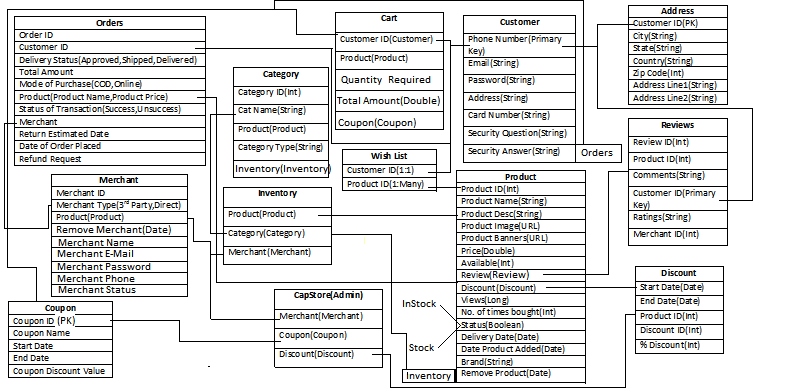 Orders
Order ID
Customer ID
Delivery Status(Approved,Shipped,Delivered)
Total Amount
Mode of Purchase(COD,Online)
Product(Product Name,Product Price)
Status of Transaction(Success,Unsuccess)
Merchant
Return Estimated Date
Date of Order Placed
Refund Request
Category
Category ID(Int)
Cat Name(String)
Product(Product)
Category Type(String)
Inventory(Inventory)
Cart
Customer ID(Customer)
Product(Product)
Quantity Required
Total Amount(Double)
Coupon(Coupon)
Customer
Phone Number(Primary
Key)
Email(String)
Password(String)
Address(String)
Card Number(String)
Security Question(String)
Security Answer(String)
Orders
Address
Customer ID(PK)
City(String)
State(String)
Country(String)
Zip Code(Int)
Address Line1(String)
Address Line2(String)
Reviews
Review ID(Int)
Product ID(Int)
Comments(String)
Customer ID(Primary
Key)
Ratings(String)
Merchant ID(Int)
Wish List
Customer ID(1:1)
Product ID(1:Many)
Merchant
Merchant ID
Merchant Type(3rd Party,Direct)
Product(Product)
Remove Merchant(Date)
Merchant Name
Merchant E-Mail
Merchant Password
Merchant Phone
Merchant Status
Inventory
Product(Product)
Category(Category)
Merchant(Merchant)
Product
Product ID(Int)
Product Name(String)
Product Desc(String)
Product Image(URL)
Product Banners(URL)
Price(Double)
Available(Int)
Review(Review)
Discount(Discount)
Views(Long)
No. of times bought(Int)
Status(Boolean)
Delivery Date(Date)
Date Product Added(Date)
Brand(String)
Remove Product(Date)
InStock
Stock
Inventory
Discount
Start Date(Date)
End Date(Date)
Product ID(Int)
Discount ID(Int)
% Discount(Int)
Coupon
Coupon ID (PK)
Coupon Name
Start Date
End Date
Coupon Discount Value
CapStore(Admin)
Merchant(Merchant)
Coupon(Coupon)
Discount(Discount)